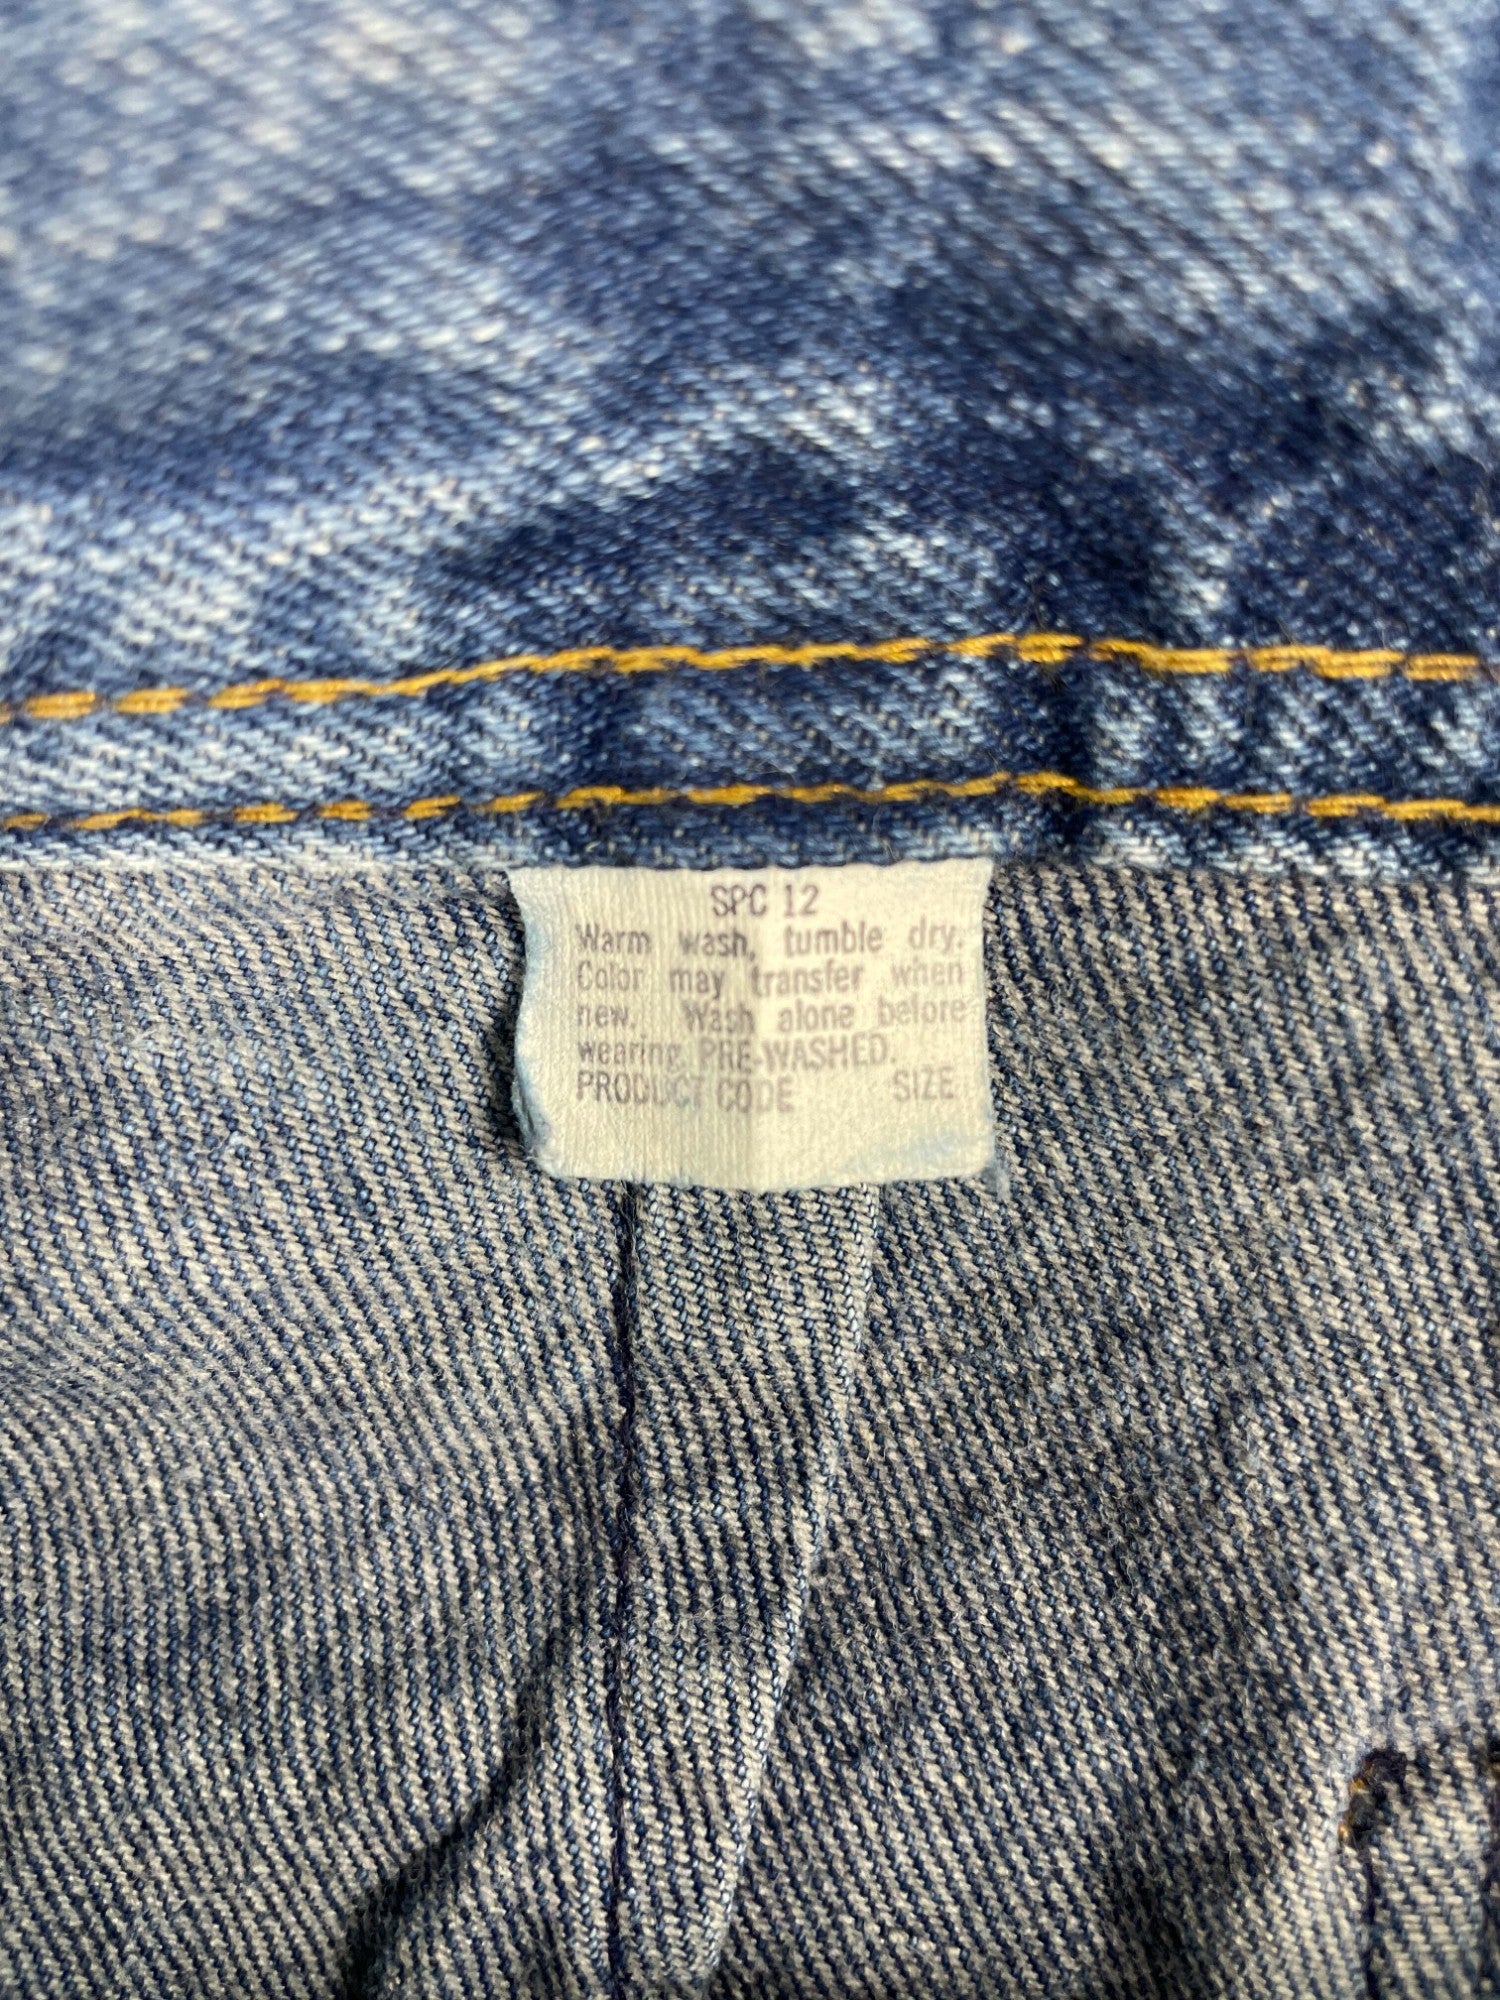 SPC 12
Warm wash, tumble dry.
Color may transfer when
new. Wash alone before
wearing. PRE-WASHED.
PRODUCT CODE SIZE